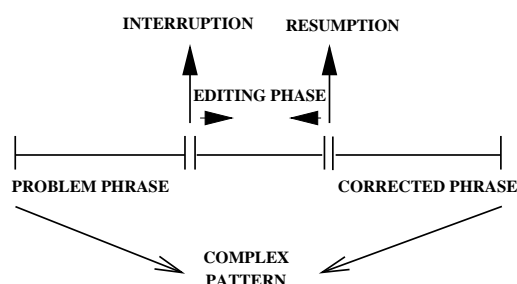 INTERRUPTION RESUMPTION
EDITING PHASE
PROBLEM PHRASE CORRECTED PHRASE
COMPLEX
PATTERN